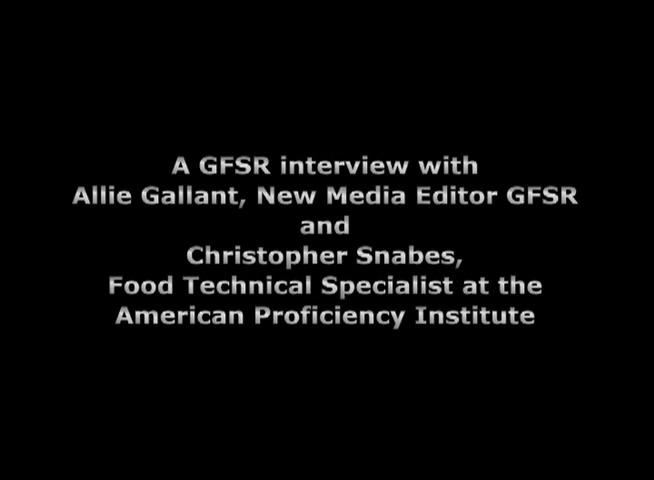 A GFSR interview with
Allie Gallant, New Media Editor GFSR
and
Christopher Snabes,
Food Technical Specialist at the
American Proficiency Institute